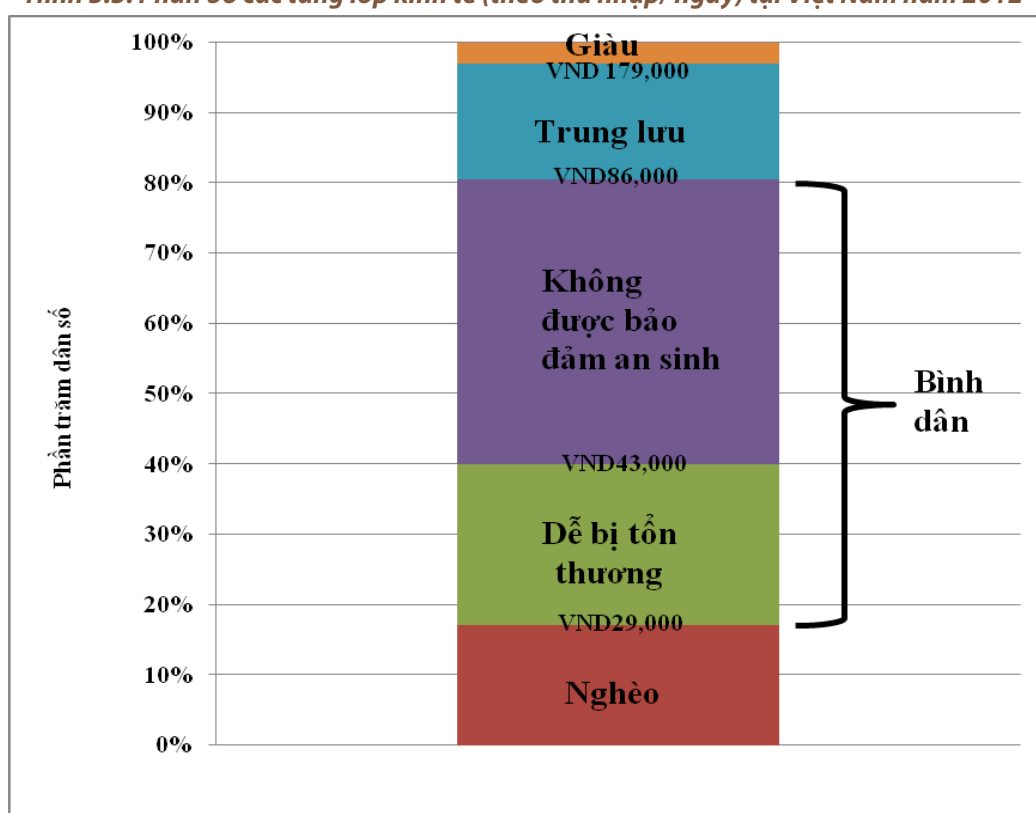 100%
90%
80%
70%
60%
50%
40%
30%
20%
10%
0%
Phần trăm dân số
Giàu
VND 179,000
Trung lưu
VND86,000
Không
được bảo
đảm an sinh
VND43,000
Dễ bị tổn
thương
VND29,000
Nghèo
Bình
dân